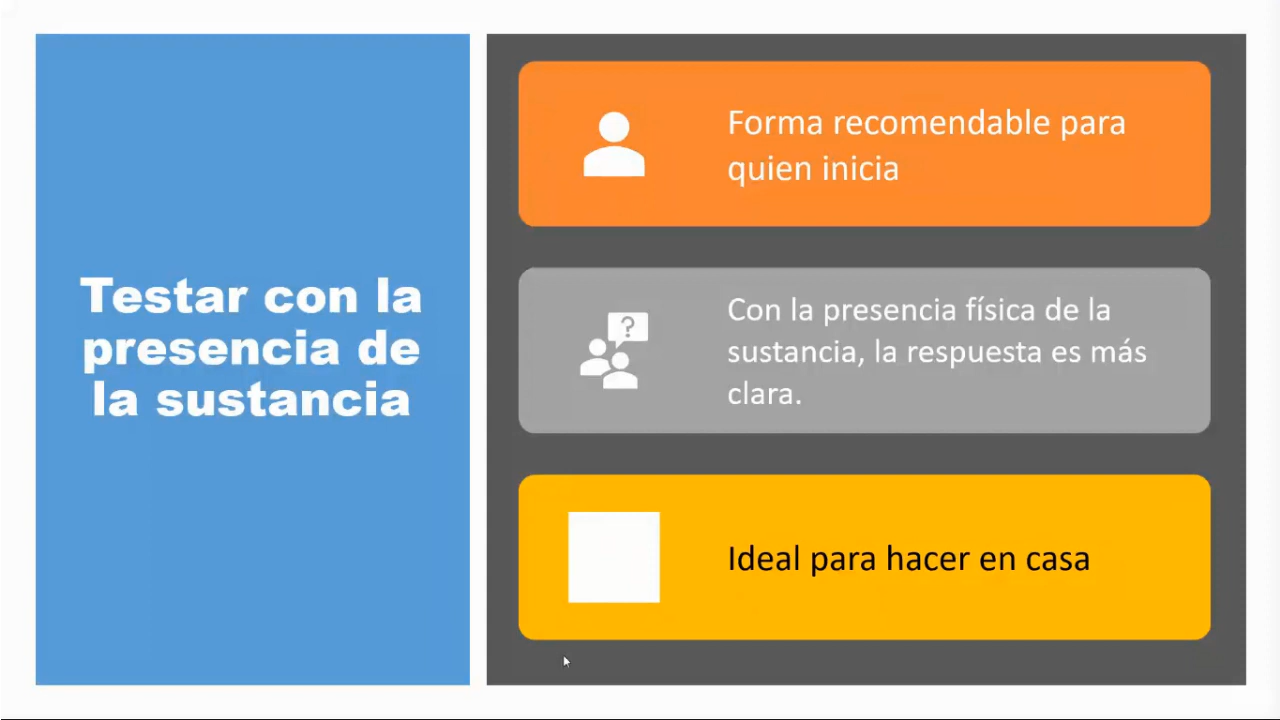 Testar con la
presencia de
la sustancia
Forma recomendable para
quien inicia
?
Con la presencia física de la
sustancia, la respuesta es más
clara.
Ideal para hacer en casa